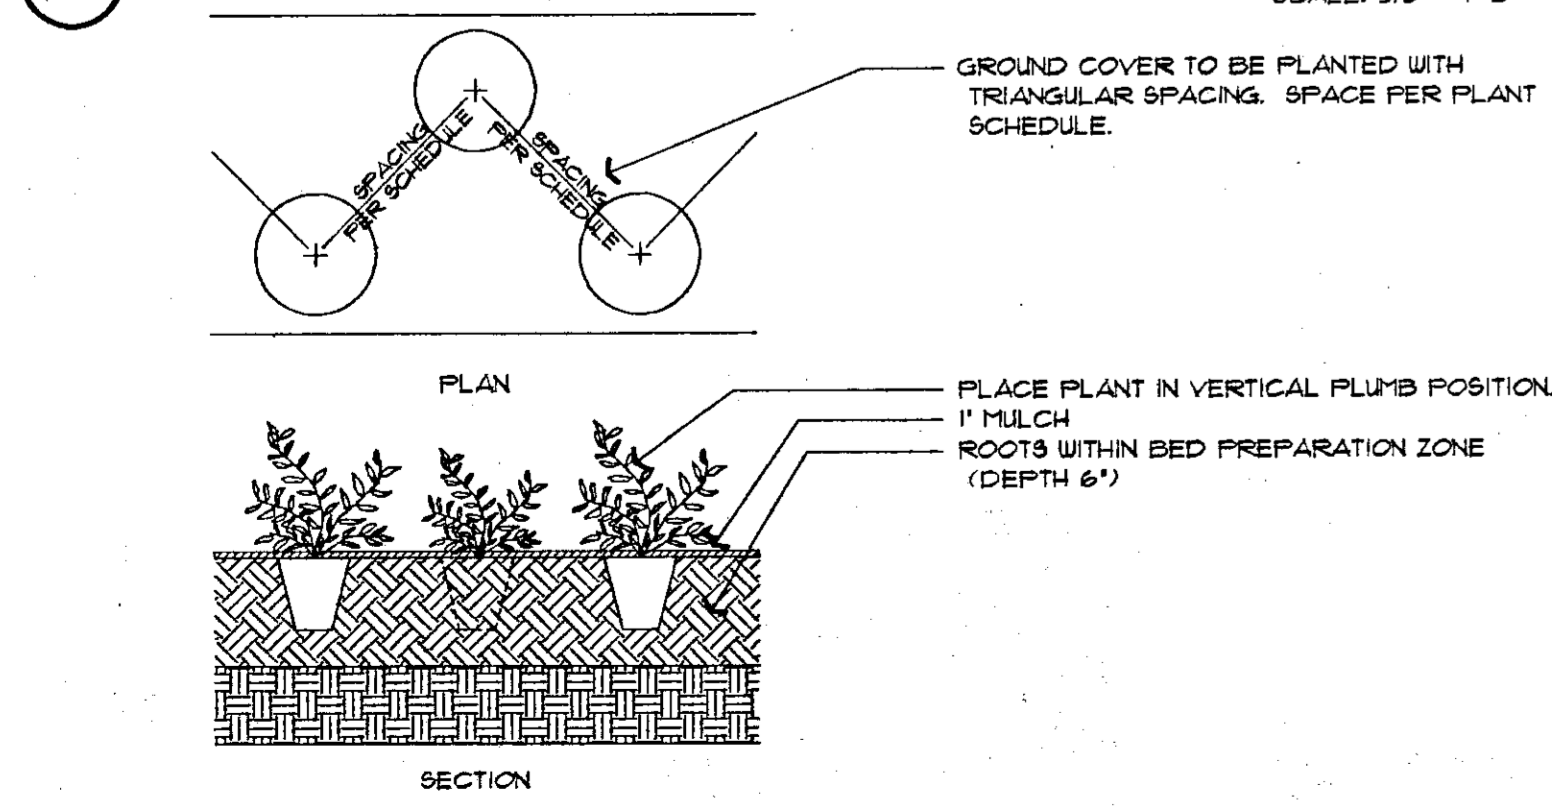 GROUND COVER TO BE PLANTED WITH
TRIANGULAR SPACING. SPACE PER PLANT
SCHEDULE.
SPACING
PER SCHEDULE
SPACING
PER SCHEDULE
PLAN
PLACE PLANT IN VERTICAL PLUMB POSITION.
1" MULCH
ROOTS WITHIN BED PREPARATION ZONE
(DEPTH 6")
SECTION